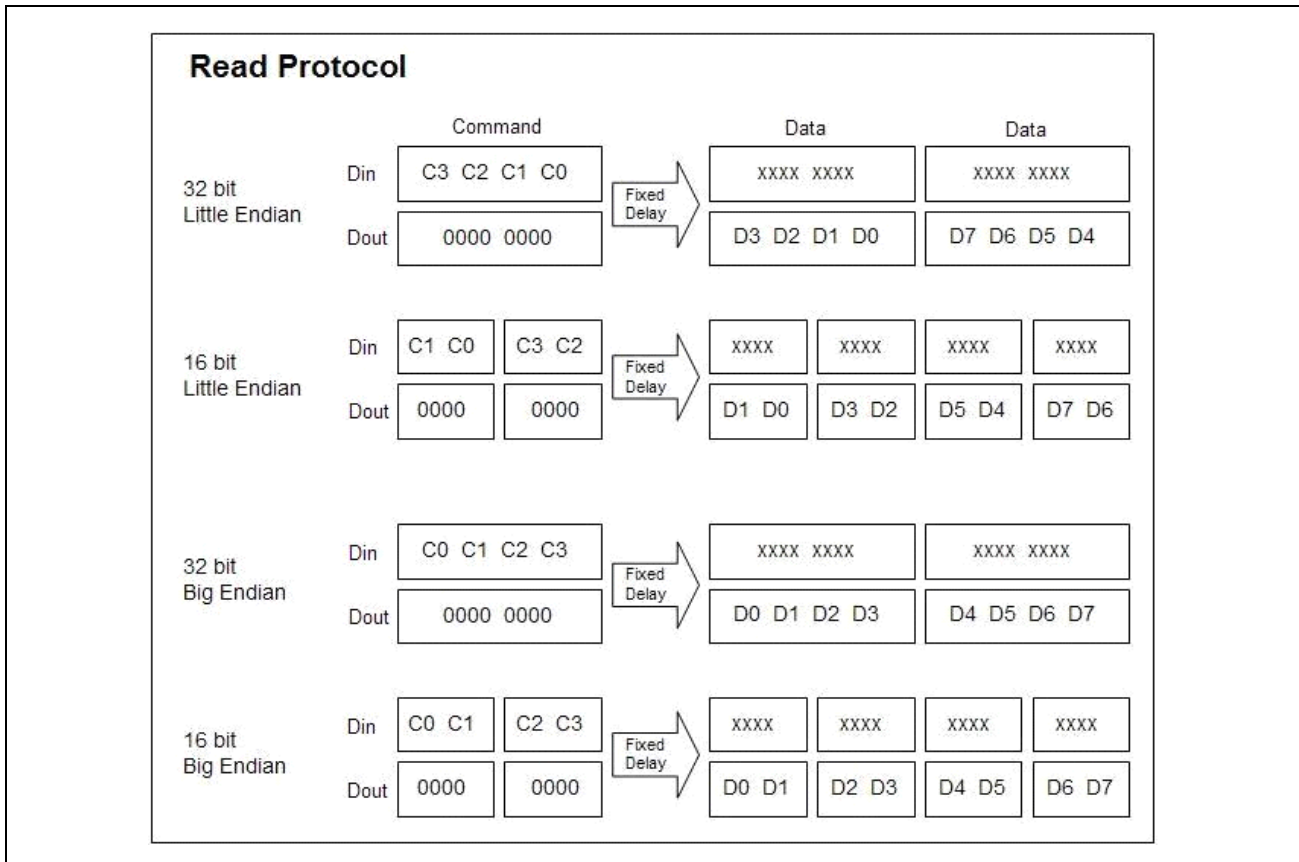 Read Protocol
Command Data Data
32 bit
Little Endian
Din C3 C2 C1 C0 XXXX XXXX XXXX XXXX
Fixed
Delay
Dout 0000 0000 D3 D2 D1 D0 D7 D6 D5 D4
16 bit
Little Endian
Din C1 C0 C3 C2 XXXX XXXX XXXX XXXX
Fixed
Delay
Dout 0000 0000 D1 D0 D3 D2 D5 D4 D7 D6
32 bit
Big Endian
Din C0 C1 C2 C3 XXXX XXXX XXXX XXXX
Fixed
Delay
Dout 0000 0000 D0 D1 D2 D3 D4 D5 D6 D7
16 bit
Big Endian
Din C0 C1 C2 C3 XXXX XXXX XXXX XXXX
Fixed
Delay
Dout 0000 0000 D0 D1 D2 D3 D4 D5 D6 D7